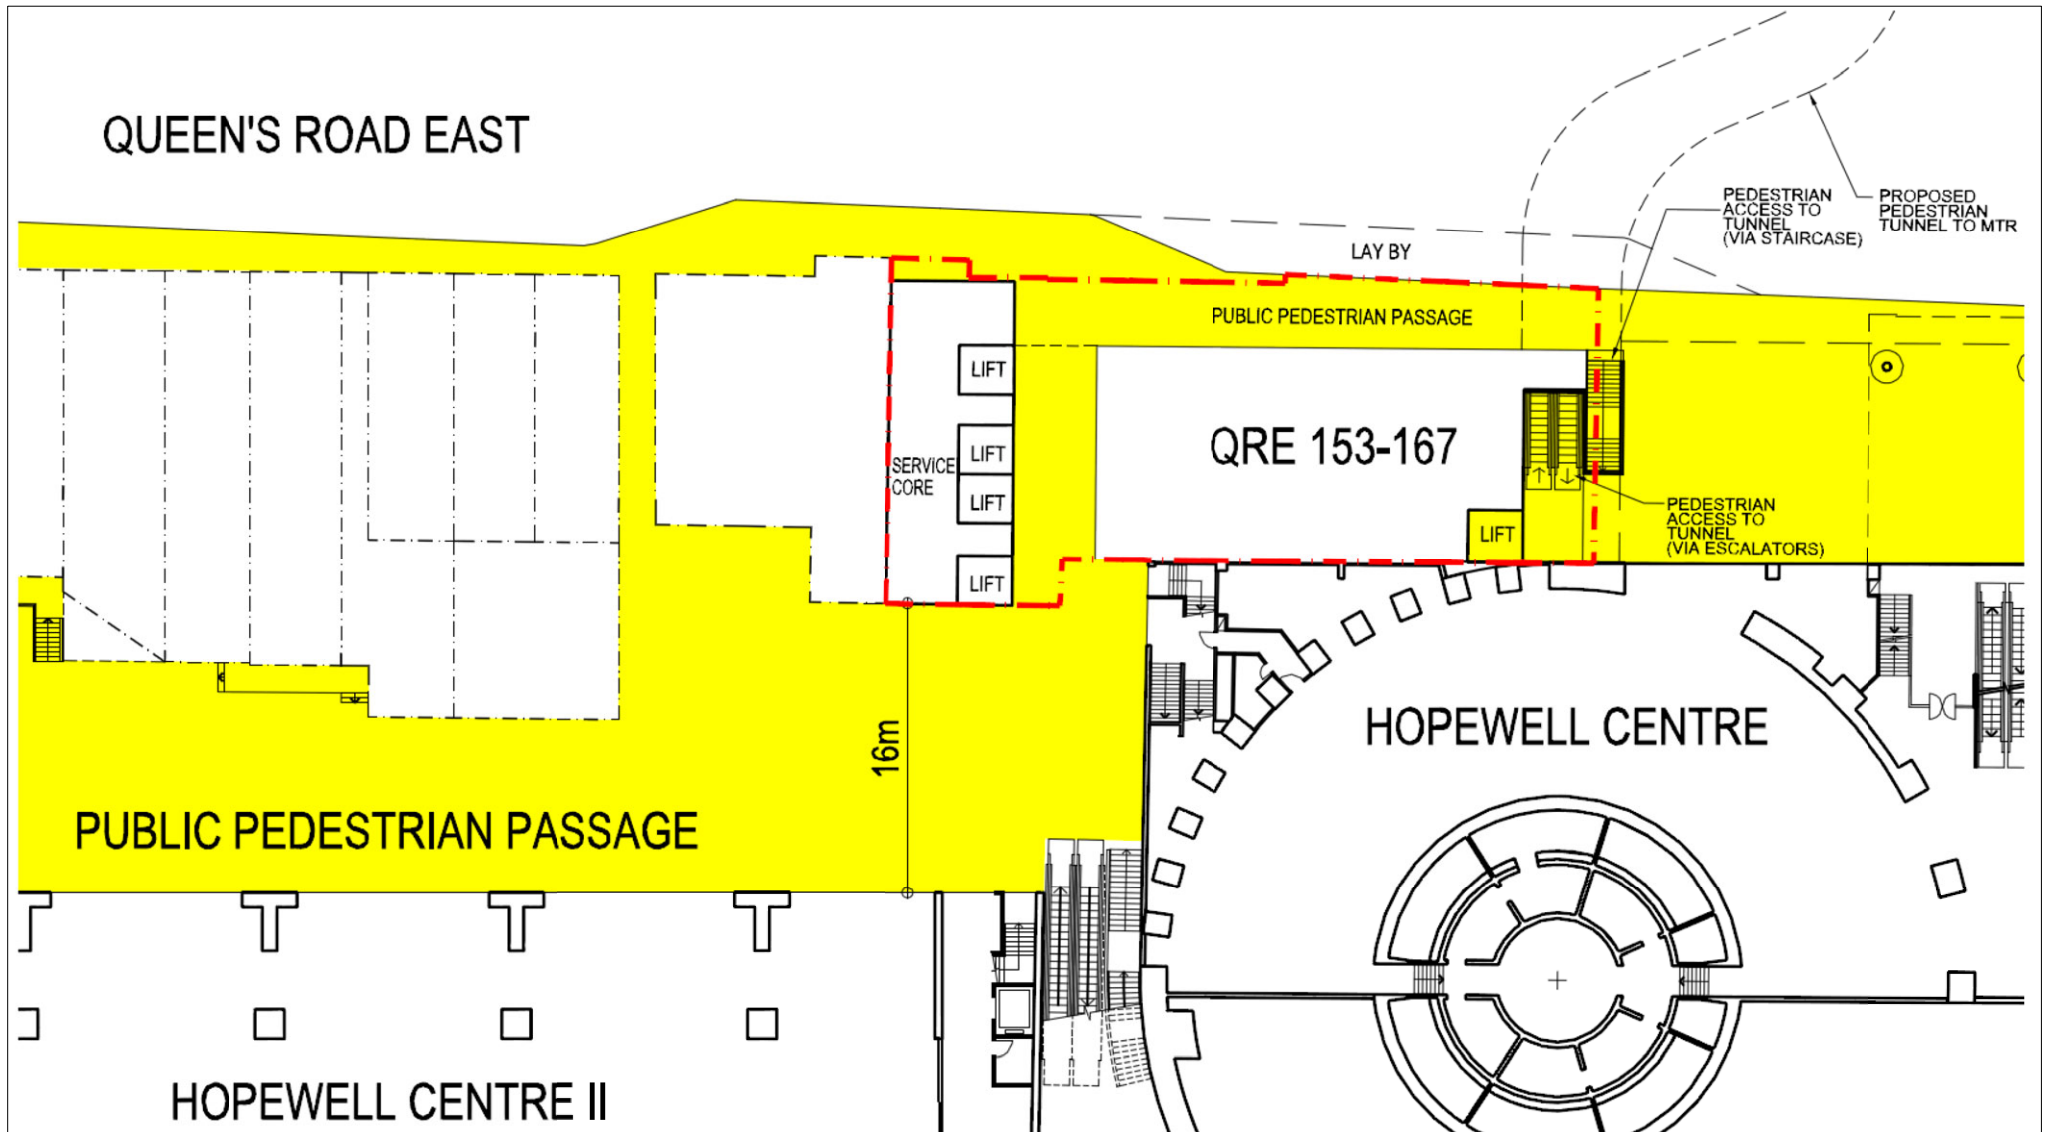 QUEEN'S ROAD EAST
PEDESTRIAN
ACCESS TO
TUNNEL
(VIA STAIRCASE)
PROPOSED
PEDESTRIAN
TUNNEL TO MTR
LAY BY
PUBLIC PEDESTRIAN PASSAGE
LIFT
LIFT
SERVICE
CORE
LIFT
LIFT
QRE 153-167
LIFT
PEDESTRIAN
ACCESS TO
TUNNEL
(VIA ESCALATORS)
16m
HOPEWELL CENTRE
PUBLIC PEDESTRIAN PASSAGE
HOPEWELL CENTRE II